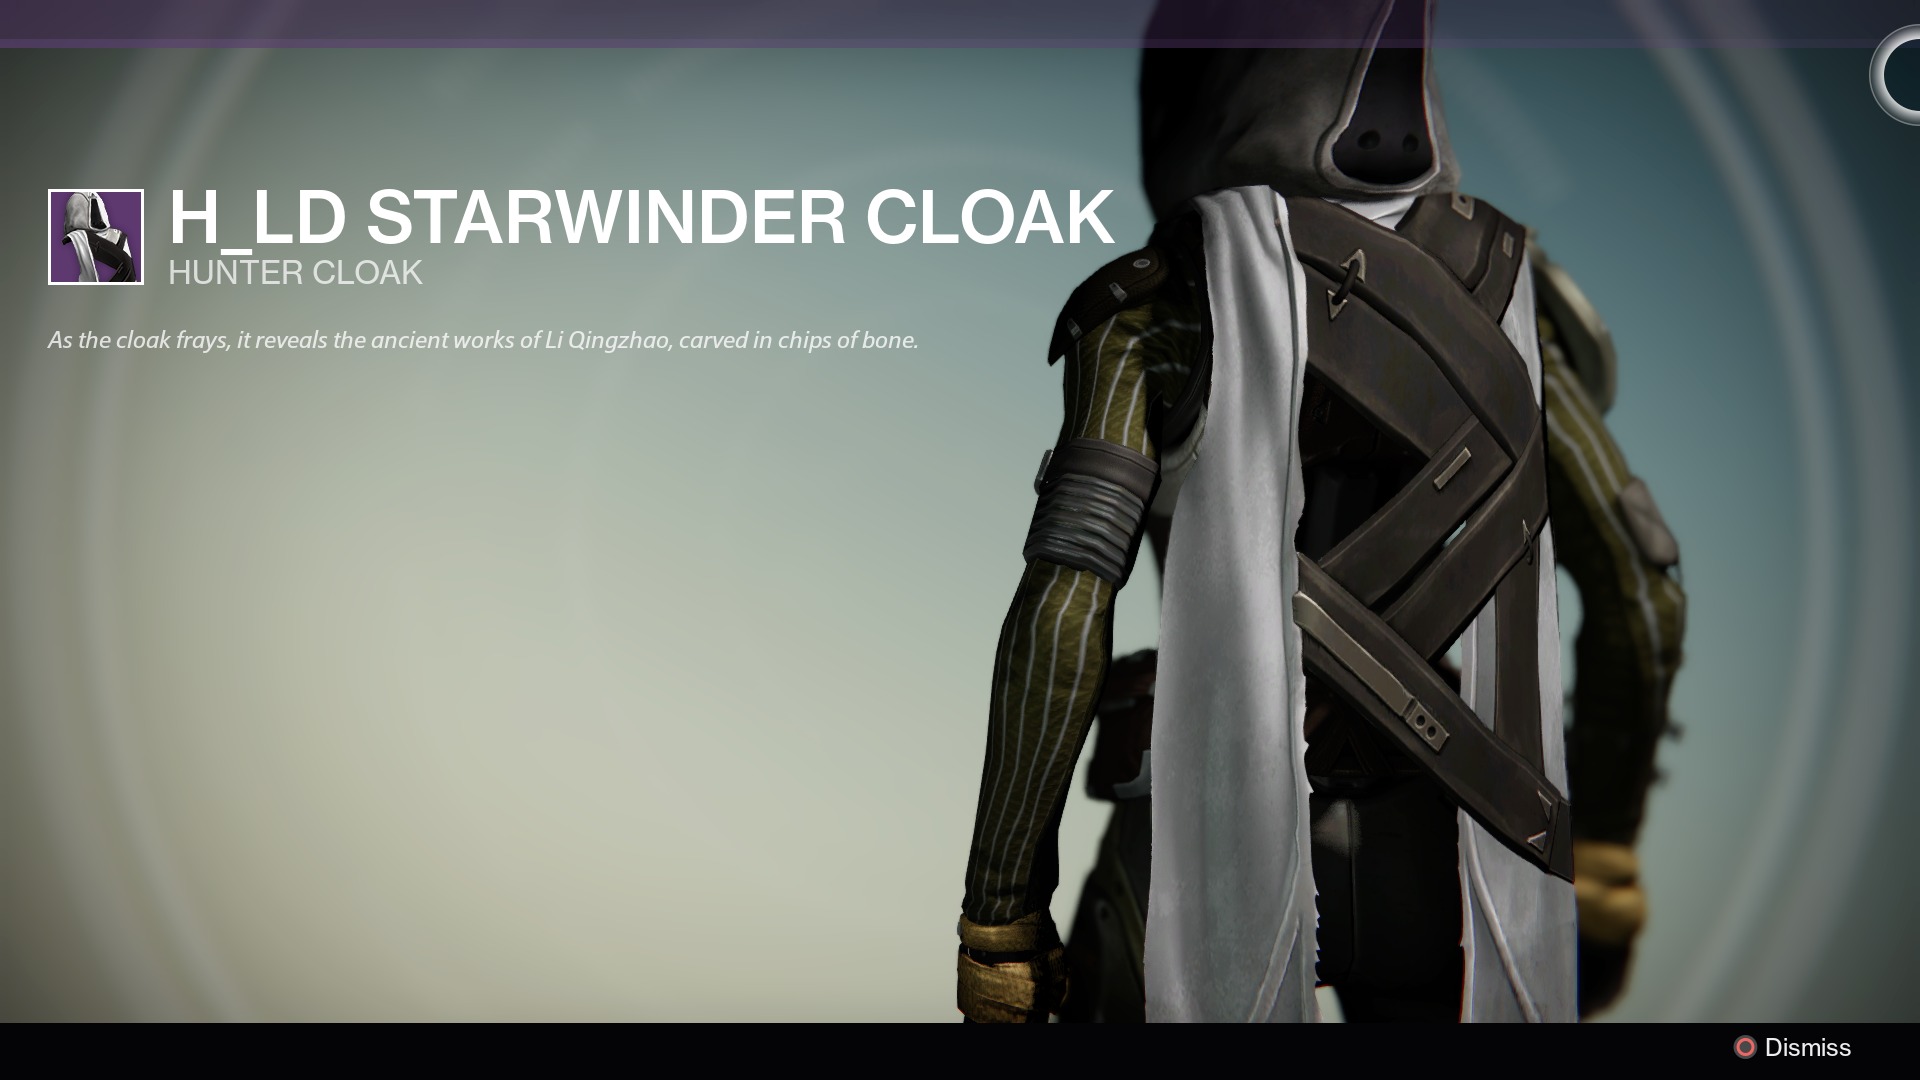 H_LD STARWINDER CLOAK
HUNTER CLOAK
As the cloak frays, it reveals the ancient works of Li Qingzhao, carved in chips of bone.
Dismiss